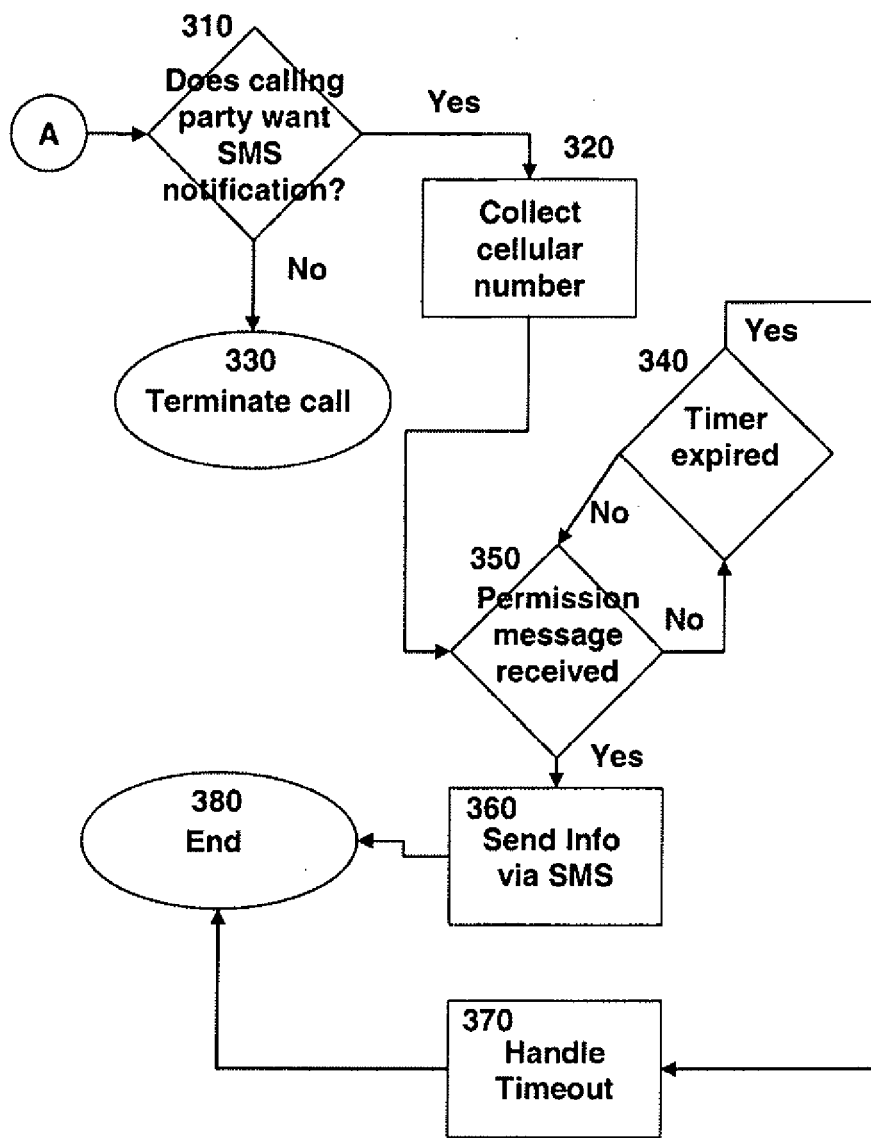 310
Does calling
party want
SMS
notification?
A
Yes
No
320
Collect
cellular
number
330
Terminate call
Yes
340
Timer
expired
No
350
Permission
message
received
No
Yes
360
Send Info
via SMS
380
End
370
Handle
Timeout